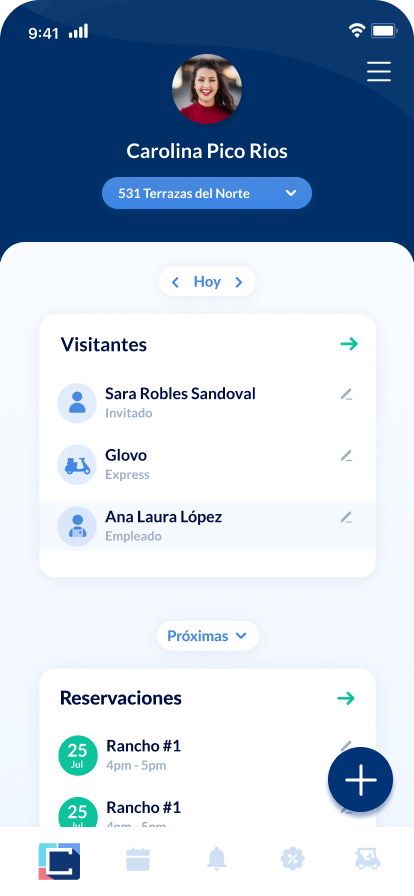 9:41
Carolina Pico Rios
531 Terrazas del Norte
Hoy
Visitantes
Sara Robles Sandoval
Invitado
Glovo
Express
Ana Laura López
Empleado
Próximas
Reservaciones
25
Jul
Rancho #1
4pm - 5pm
25
Jul
Rancho #1
4pm - 5pm